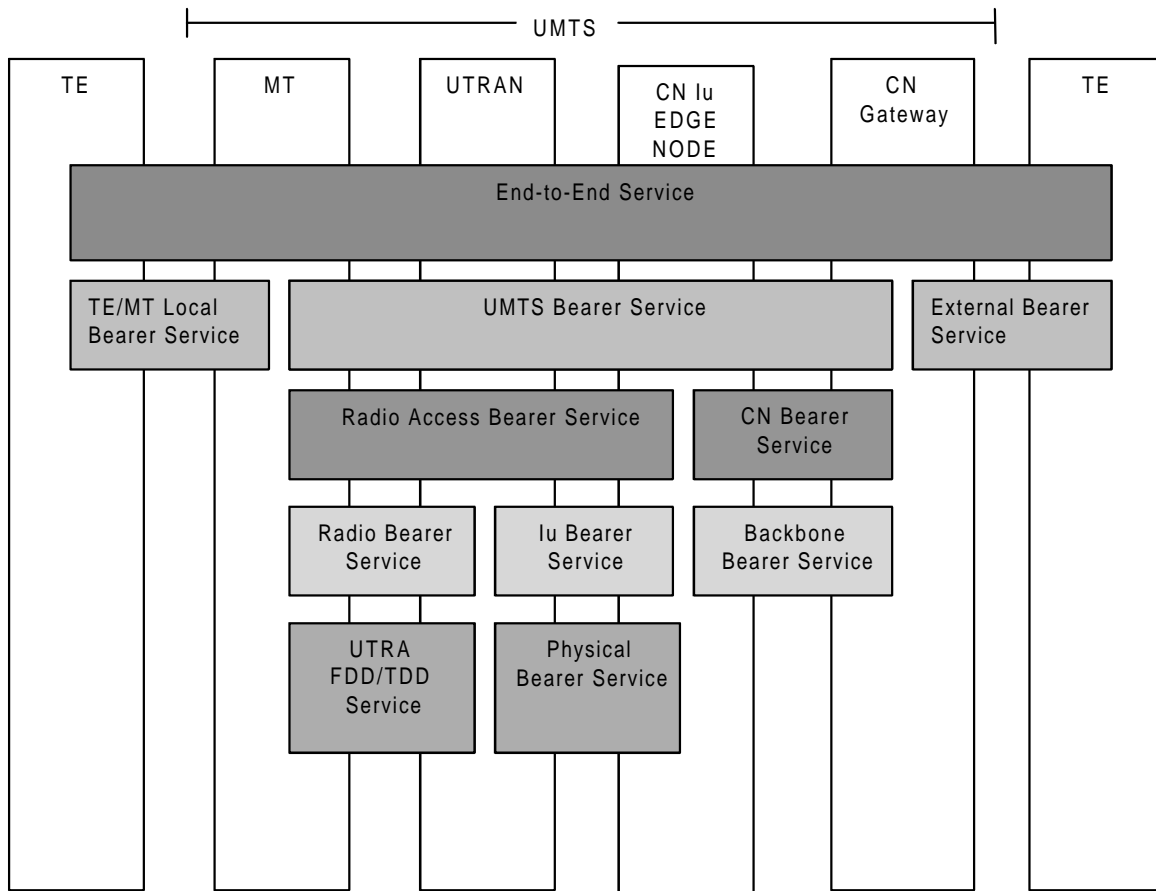 UMTS
TE
MT
UTRAN
CN Iu
EDGE
NODE
CN
Gateway
TE
End-to-End Service
TE/MT Local
Bearer Service
UMTS Bearer Service
External Bearer
Service
Radio Access Bearer Service
CN Bearer
Service
Radio Bearer
Service
Iu Bearer
Service
Backbone
Bearer Service
UTRA
FDD/TDD
Service
Physical
Bearer Service